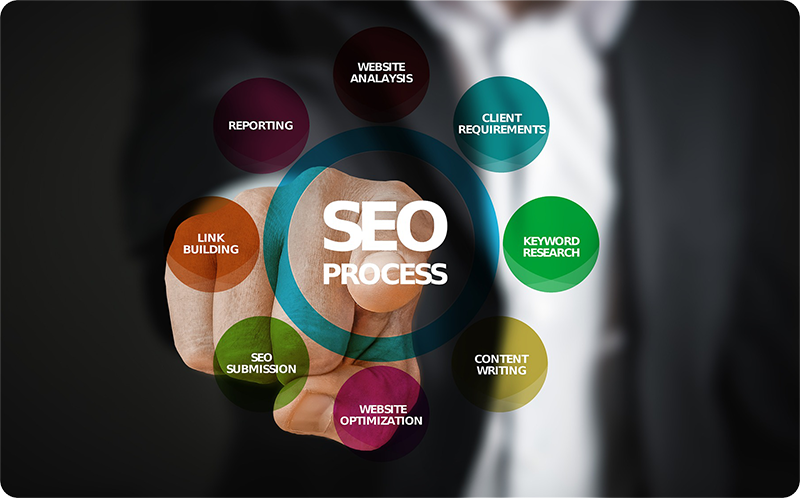 SEO
PROCESS
WEBSITE
ANALAYSIS
CLIENT
REQUIREMENTS
KEYWORD
RESEARCH
CONTENT
WRITING
WEBSITE
OPTIMIZATION
SEO
SUBMISSION
LINK
BUILDING
REPORTING